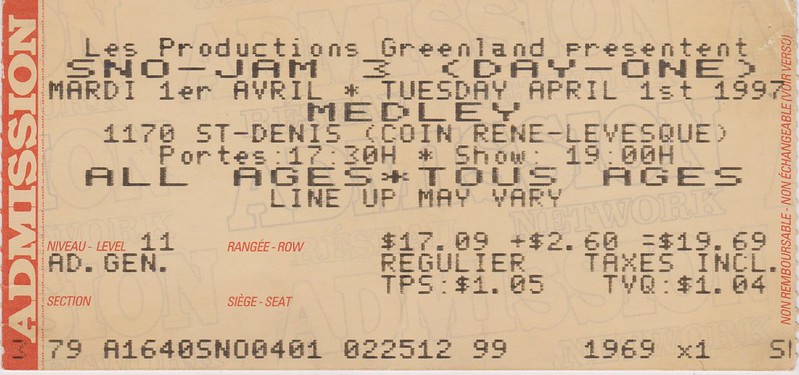 ADMISSION
Les Productions Greenland presentent
SNO-JAM 3 (DAY-ONE)
MARDI 1er AVRIL * TUESDAY APRIL 1st 1997
MEDLEY
1170 ST-DENIS (COIN RENE-LEVESQUE)
Portes:17:30H * Show: 19:00H
ALL AGES*TOUS AGES
LINE UP MAY VARY
NIVEAU - LEVEL 11 RANGÉE - ROW $17.09 +$2.60 =$19.69
AD.GEN. REGULIER TAXES INCL.
TPS:$1.05 TVQ:$1.04
SECTION SIÈGE - SEAT
79 A1640SNO0401 022512 99 1969 x1
NON REMBOURSABLE - NON ÉCHANGEABLE (VOIR VERSO)